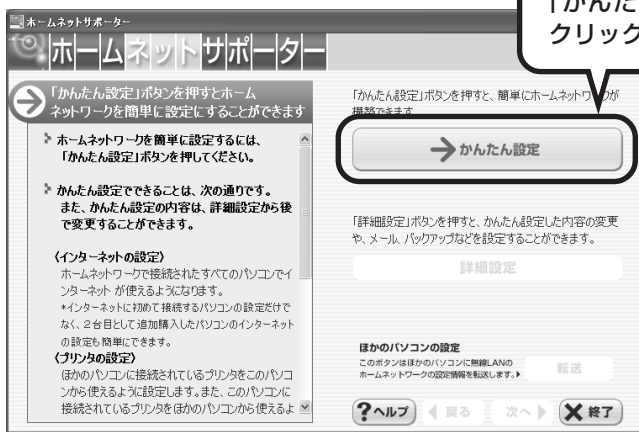 「かんた
クリック
ホームネットサポーター
ホームネットサポーター
「かんたん設定」ボタンを押すとホーム
ネットワークを簡単に設定にすることができます
ホームネットワークを簡単に設定するには、
「かんたん設定」ボタンを押してください。
かんたん設定でできることは、次の通りです。
また、かんたん設定の内容は、詳細設定から後
で変更することができます。
〈インターネットの設定〉
ホームネットワークで接続されたすべてのパソコンでイ
ンターネット が使えるようになります。
*インターネットに初めて接続するパソコンの設定だけで
なく、2台目として追加購入したパソコンのインターネット
の設定も簡単にできます。
〈プリンタの設定〉
ほかのパソコンに接続されているプリンタをこのパソコ
ンから使えるように設定します。また、このパソコンに
接続されているプリンタをほかのパソコンから使えるよ
「かんたん設定」ボタンを押すと、簡単にホームネットワークが
構築できます
かんたん設定
「詳細設定」ボタンを押すと、かんたん設定した内容の変更
や、メール、バックアップなどを設定することができます。
詳細設定
ほかのパソコンの設定
このボタンはほかのパソコンに無線LANの
ホームネットワークの設定情報を転送します。
転送
?ヘルプ
戻る
次へ
終了